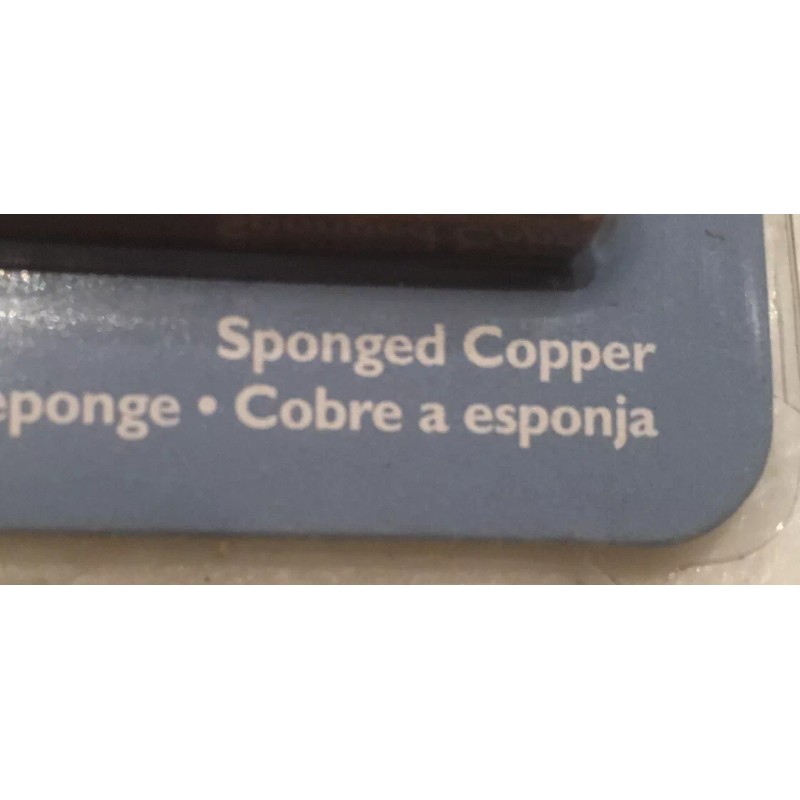 Sponged Copper
eponge • Cobre a esponja